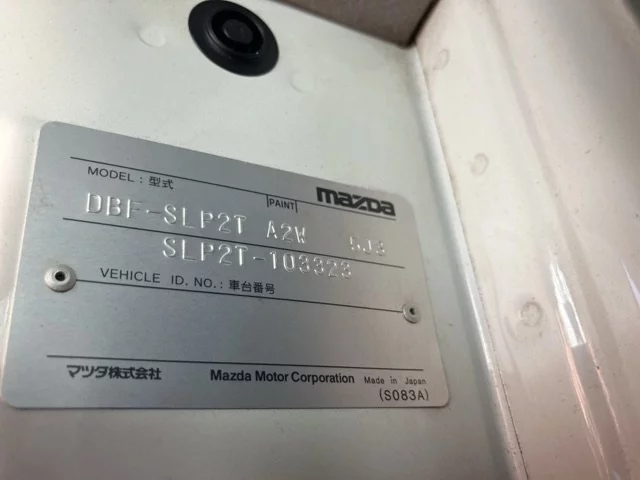 MODEL : 型式 PAINT mazda
DBF-SLP2T A2W 5J3
SLP2T-103323
VEHICLE ID. NO. : 車台番号
マツダ株式会社 Mazda Motor Corporation Made in Japan
(S083A)